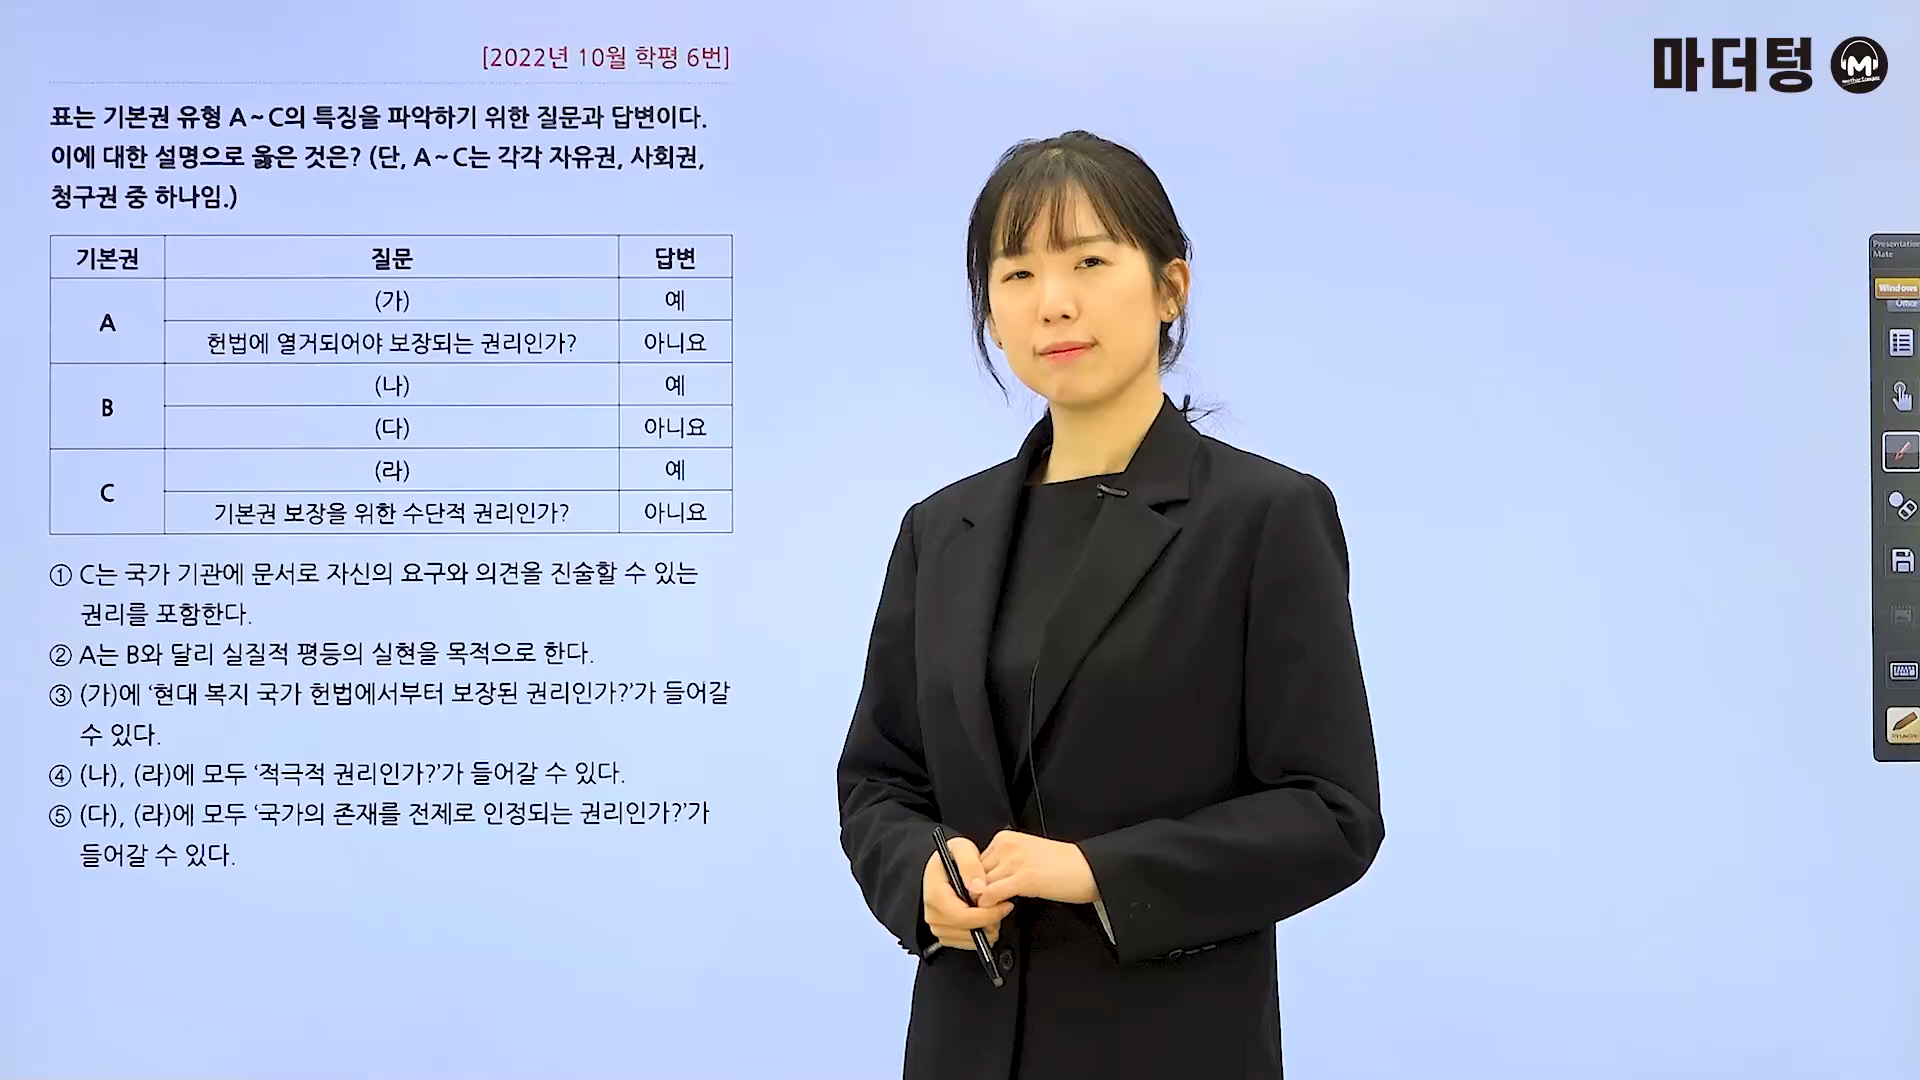 [2022년 10월 학평 6번]
마더텅
M
표는 기본권 유형 A~C의 특징을 파악하기 위한 질문과 답변이다.
이에 대한 설명으로 옳은 것은? (단, A~C는 각각 자유권, 사회권,
청구권 중 하나임.)
기본권 질문 답변
A (가) 예
헌법에 열거되어야 보장되는 권리인가? 아니요
B (나) 예
(다) 아니요
C (라) 예
기본권 보장을 위한 수단적 권리인가? 아니요
① C는 국가 기관에 문서로 자신의 요구와 의견을 진술할 수 있는
권리를 포함한다.
② A는 B와 달리 실질적 평등의 실현을 목적으로 한다.
③ (가)에 ‘현대 복지 국가 헌법에서부터 보장된 권리인가?’가 들어갈
수 있다.
④ (나), (라)에 모두 ‘적극적 권리인가?’가 들어갈 수 있다.
⑤ (다), (라)에 모두 ‘국가의 존재를 전제로 인정되는 권리인가?’가
들어갈 수 있다.
Presentation
Mate
Windows
Office